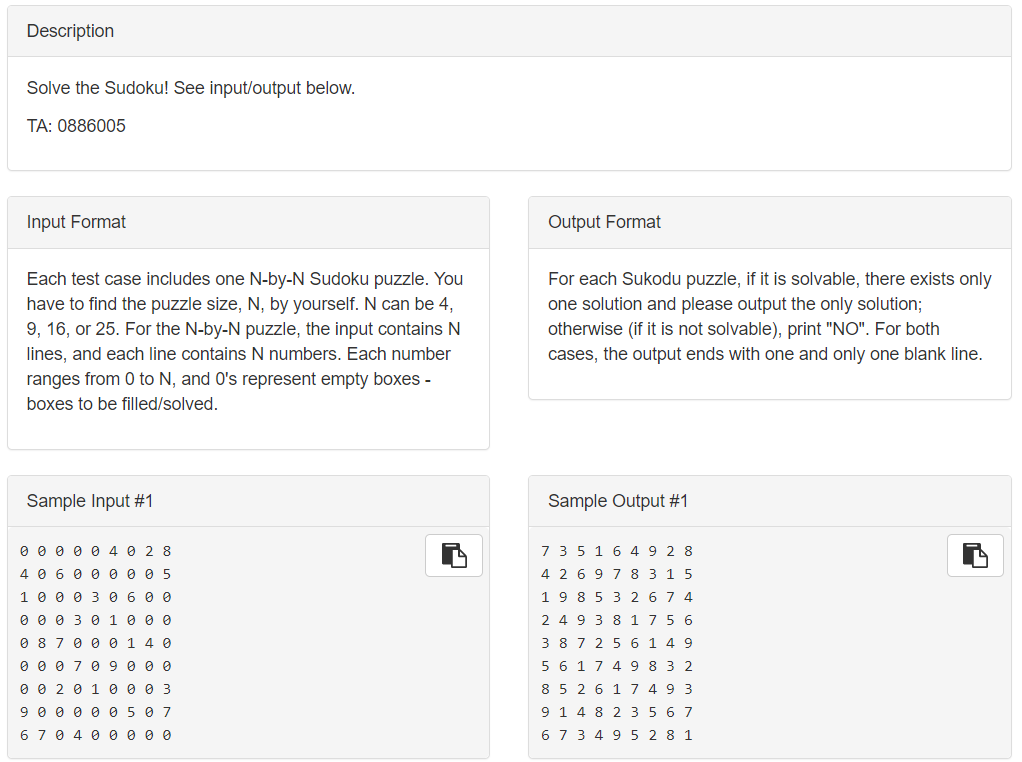 Description
Solve the Sudoku! See input/output below.
TA: 0886005
Input Format
Each test case includes one N-by-N Sudoku puzzle. You
have to find the puzzle size, N, by yourself. N can be 4,
9, 16, or 25. For the N-by-N puzzle, the input contains N
lines, and each line contains N numbers. Each number
ranges from 0 to N, and 0's represent empty boxes -
boxes to be filled/solved.
Output Format
For each Sukodu puzzle, if it is solvable, there exists only
one solution and please output the only solution;
otherwise (if it is not solvable), print "NO". For both
cases, the output ends with one and only one blank line.
Sample Input #1
0 0 0 0 0 4 0 2 8
4 0 6 0 0 0 0 0 5
1 0 0 0 3 0 6 0 0
0 0 0 3 0 1 0 0 0
0 8 7 0 0 0 1 4 0
0 0 0 7 0 9 0 0 0
0 0 2 0 1 0 0 0 3
9 0 0 0 0 0 5 0 7
6 7 0 4 0 0 0 0 0
Sample Output #1
7 3 5 1 6 4 9 2 8
4 2 6 9 7 8 3 1 5
1 9 8 5 3 2 6 7 4
2 4 9 3 8 1 7 5 6
3 8 7 2 5 6 1 4 9
5 6 1 7 4 9 8 3 2
8 5 2 6 1 7 4 9 3
9 1 4 8 2 3 5 6 7
6 7 3 4 9 5 2 8 1